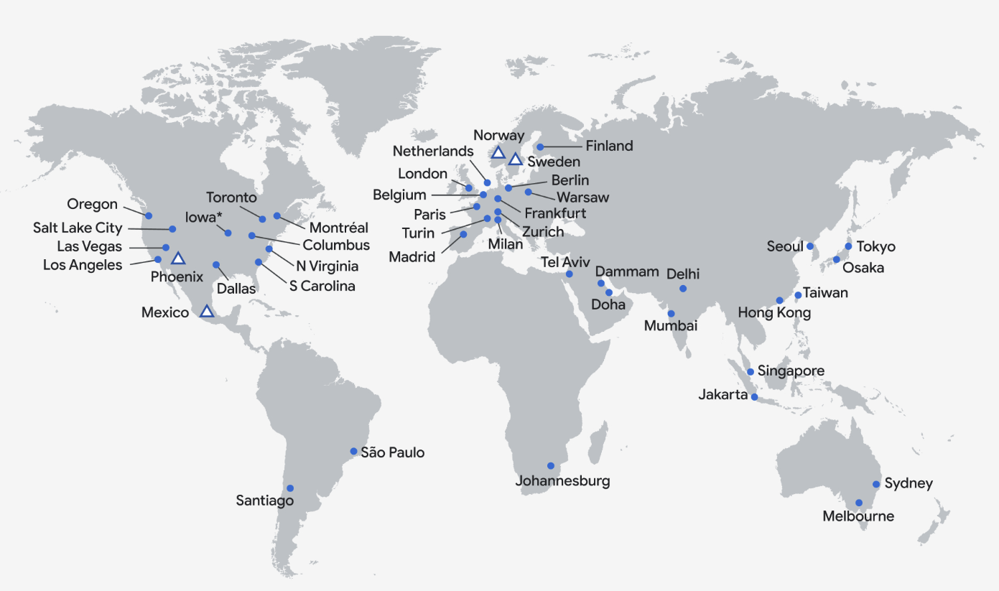 Norway
Finland
Netherlands
Sweden
London
Berlin
Belgium
Warsaw
Toronto
Oregon
Iowa*
Paris
Frankfurt
Salt Lake City
Montréal
Turin
Zurich
Las Vegas
Columbus
Milan
Seoul
Tokyo
Madrid
Los Angeles
N Virginia
Tel Aviv
Osaka
Phoenix
Dammam
Delhi
Dallas
S Carolina
Taiwan
Doha
Mexico
Hong Kong
Mumbai
Singapore
Jakarta
São Paulo
Johannesburg
Sydney
Santiago
Melbourne